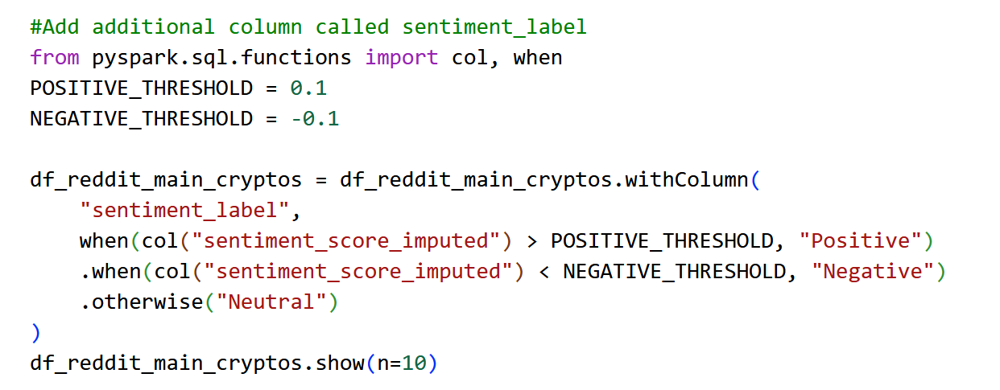 #Add additional column called sentiment_label
from pyspark.sql.functions import col, when
POSITIVE_THRESHOLD = 0.1
NEGATIVE_THRESHOLD = -0.1

df_reddit_main_cryptos = df_reddit_main_cryptos.withColumn(
    "sentiment_label",
    when(col("sentiment_score_imputed") > POSITIVE_THRESHOLD, "Positive")
    .when(col("sentiment_score_imputed") < NEGATIVE_THRESHOLD, "Negative")
    .otherwise("Neutral")
)
df_reddit_main_cryptos.show(n=10)